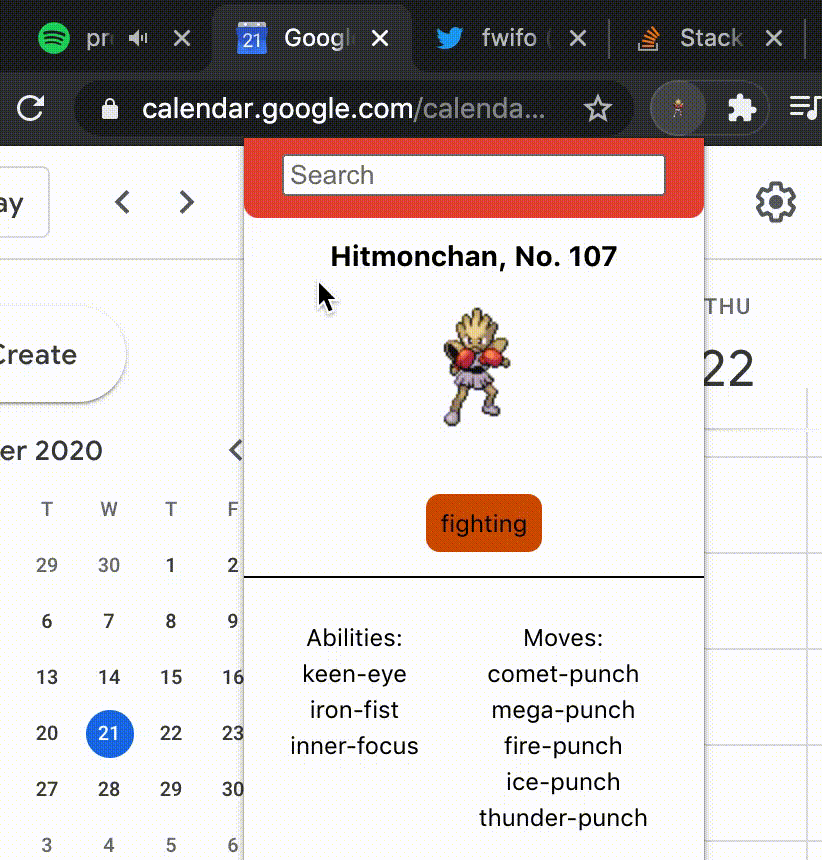 pr
Googl
fwifo (
Stack
calendar.google.com/calenda...
Search
ay
Hitmonchan, No. 107
THU
22
Create
er 2020
T W T F
29 30 1 2
6 7 8 9
13 14 15 16
20 21 22 23
27 28 29 30
3 4 5 6
fighting
Abilities:
keen-eye
iron-fist
inner-focus
Moves:
comet-punch
mega-punch
fire-punch
ice-punch
thunder-punch
21